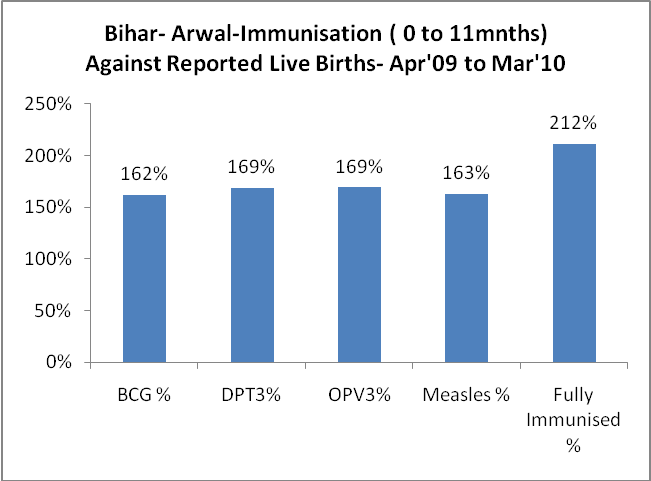 Bihar- Arwal-Immunisation ( 0 to 11mnths)
Against Reported Live Births- Apr'09 to Mar'10
250%
200%
150%
100%
50%
0%
162%
169%
169%
163%
212%
BCG %
DPT3%
OPV3%
Measles %
Fully
Immunised
%